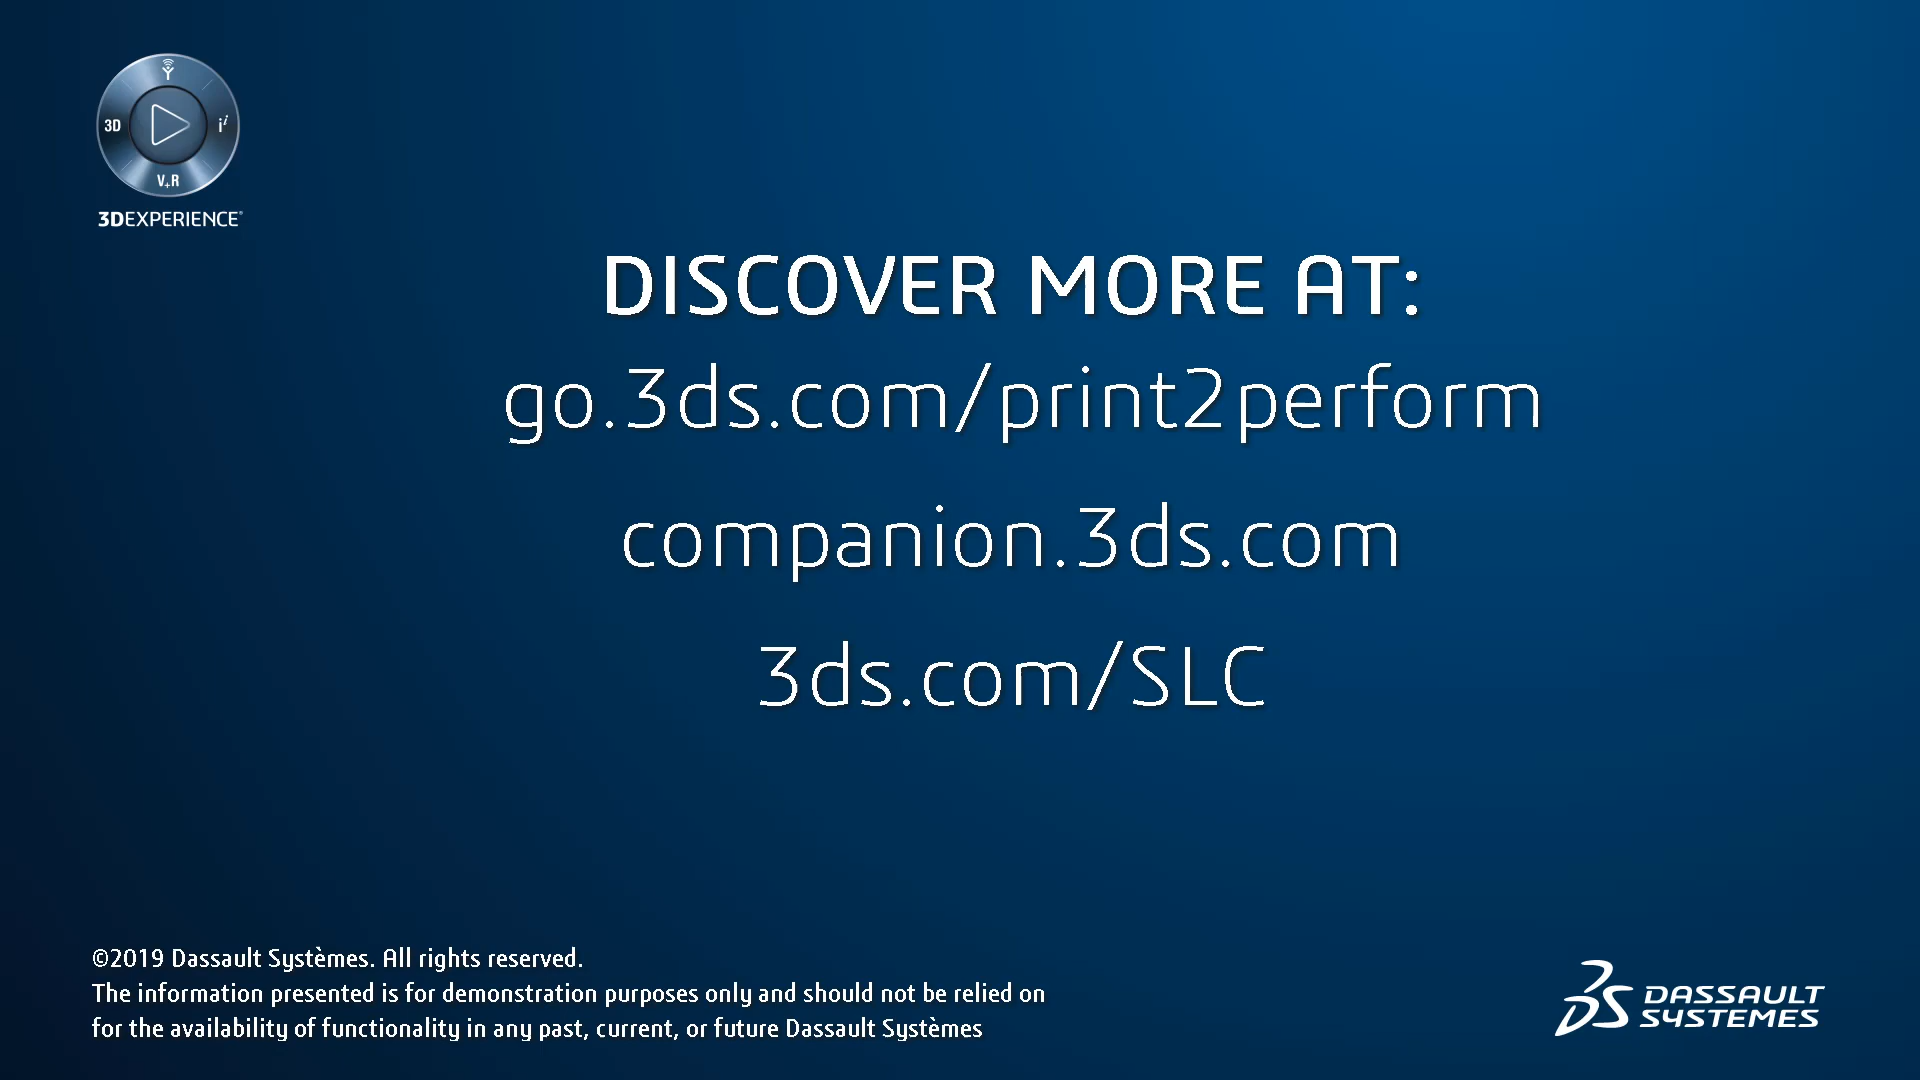 3D
i i
V+R
3DEXPERIENCE®
DISCOVER MORE AT:
go.3ds.com/print2perform
companion.3ds.com
3ds.com/SLC
©2019 Dassault Systèmes. All rights reserved.
The information presented is for demonstration purposes only and should not be relied on
for the availability of functionality in any past, current, or future Dassault Systèmes
DASSAULT
SYSTEMES